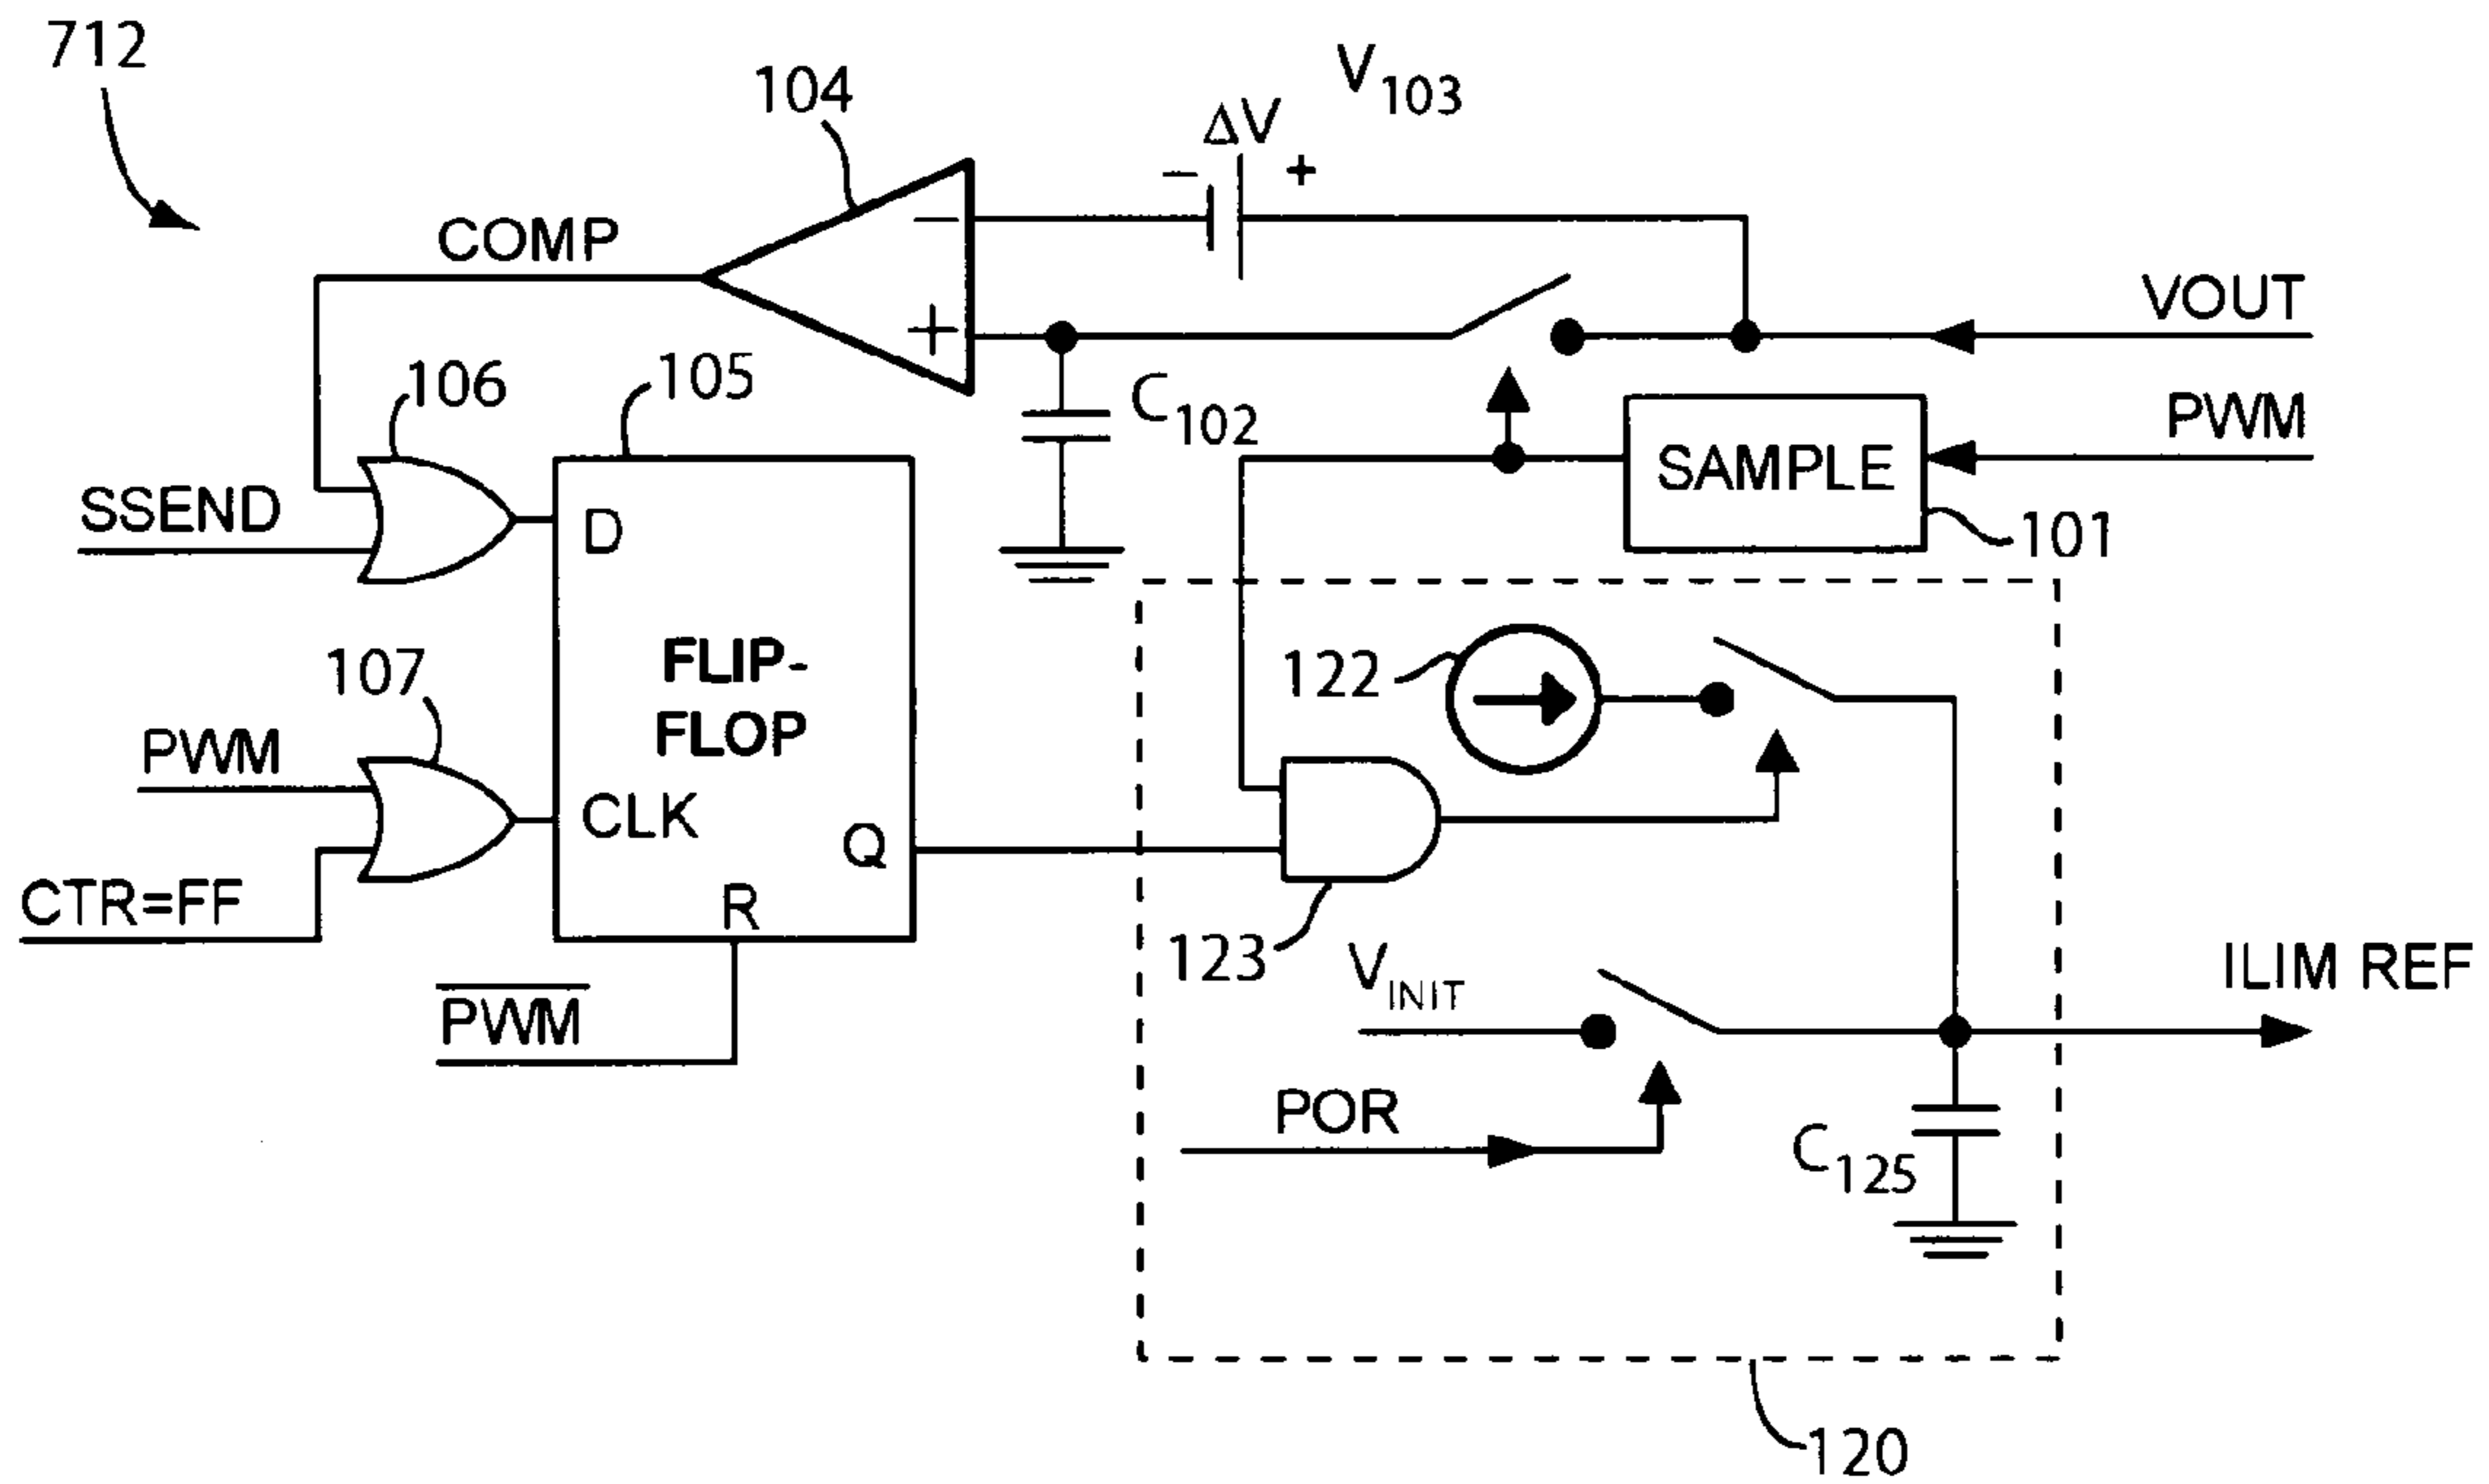 712
104
V103
ΔV
− +
COMP
−
+
VOUT
106
105
C102
PWM
SAMPLE
101
SSEND
D
FLIP-
FLOP
107
122
PWM
CLK
Q
CTR=FF
R
123
VINIT
ILIM REF
PWM
POR
C125
120